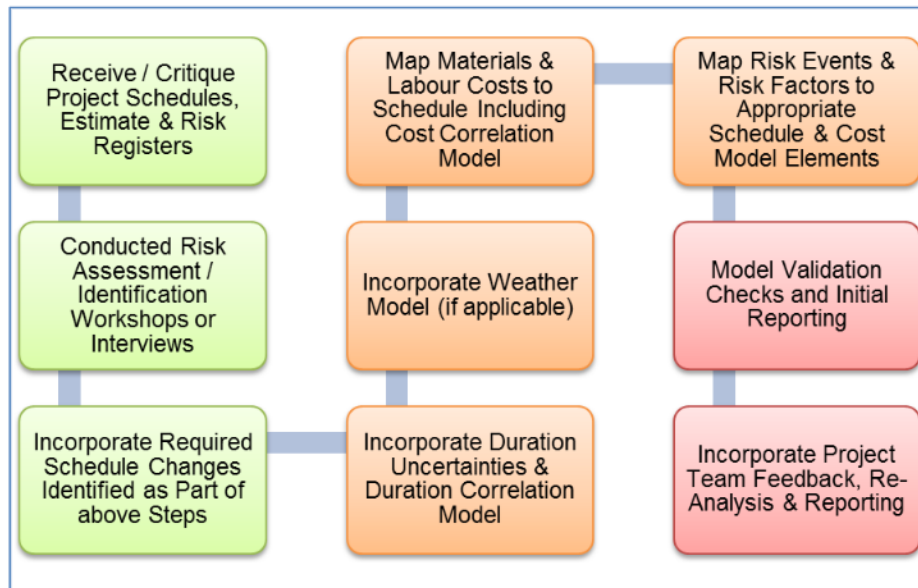 Receive / Critique
Project Schedules,
Estimate & Risk
Registers
Conducted Risk
Assessment /
Identification
Workshops or
Interviews
Incorporate Required
Schedule Changes
Identified as Part of
above Steps
Incorporate Duration
Uncertainties &
Duration Correlation
Model
Incorporate Weather
Model (if applicable)
Map Materials &
Labour Costs to
Schedule Including
Cost Correlation
Model
Map Risk Events &
Risk Factors to
Appropriate
Schedule & Cost
Model Elements
Model Validation
Checks and Initial
Reporting
Incorporate Project
Team Feedback, Re-
Analysis & Reporting